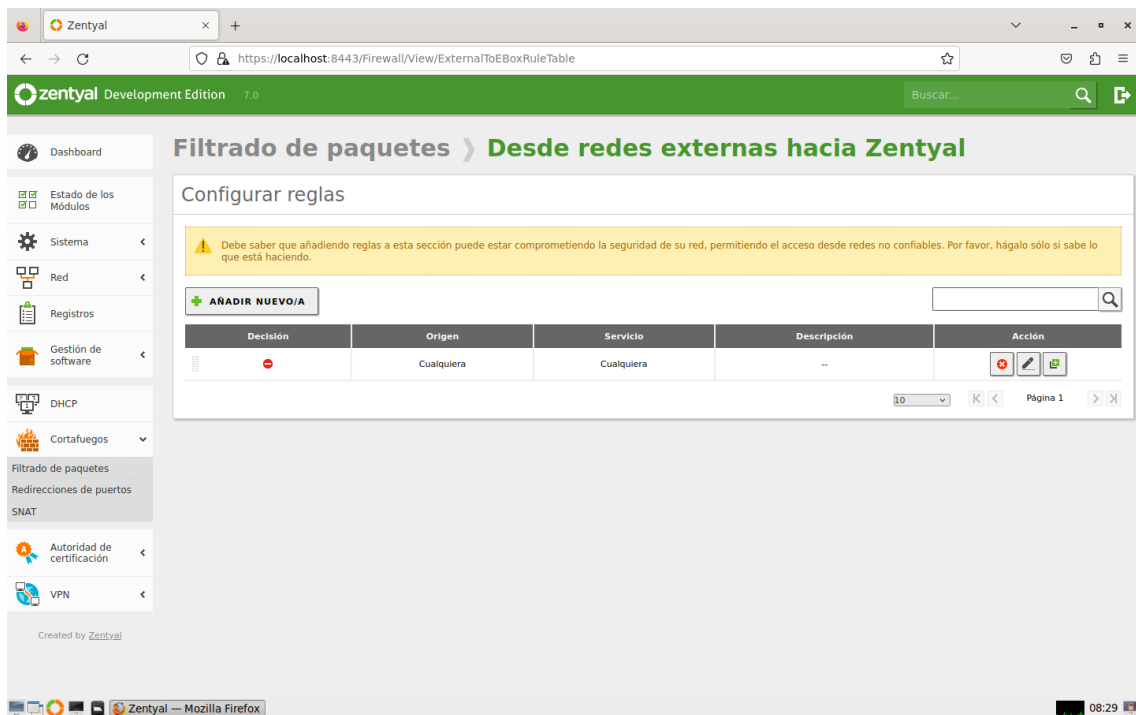 Zentyal
https://localhost:8443/Firewall/View/ExternalToEBoxRuleTable
zentyal Development Edition 7.0
Buscar...
Dashboard
Estado de los
Módulos
Sistema
Red
Registros
Gestión de
software
DHCP
Cortafuegos
Filtrado de paquetes
Redirecciones de puertos
SNAT
Autoridad de
certificación
VPN
Created by Zentyal
Filtrado de paquetes ⟩ Desde redes externas hacia Zentyal
Configurar reglas
Debe saber que añadiendo reglas a esta sección puede estar comprometiendo la seguridad de su red, permitiendo el acceso desde redes no confiables. Por favor, hágalo sólo si sabe lo
que está haciendo.
AÑADIR NUEVO/A
Decisión Origen Servicio Descripción Acción
Cualquiera Cualquiera --
10 Página 1
Zentyal — Mozilla Firefox 08:29